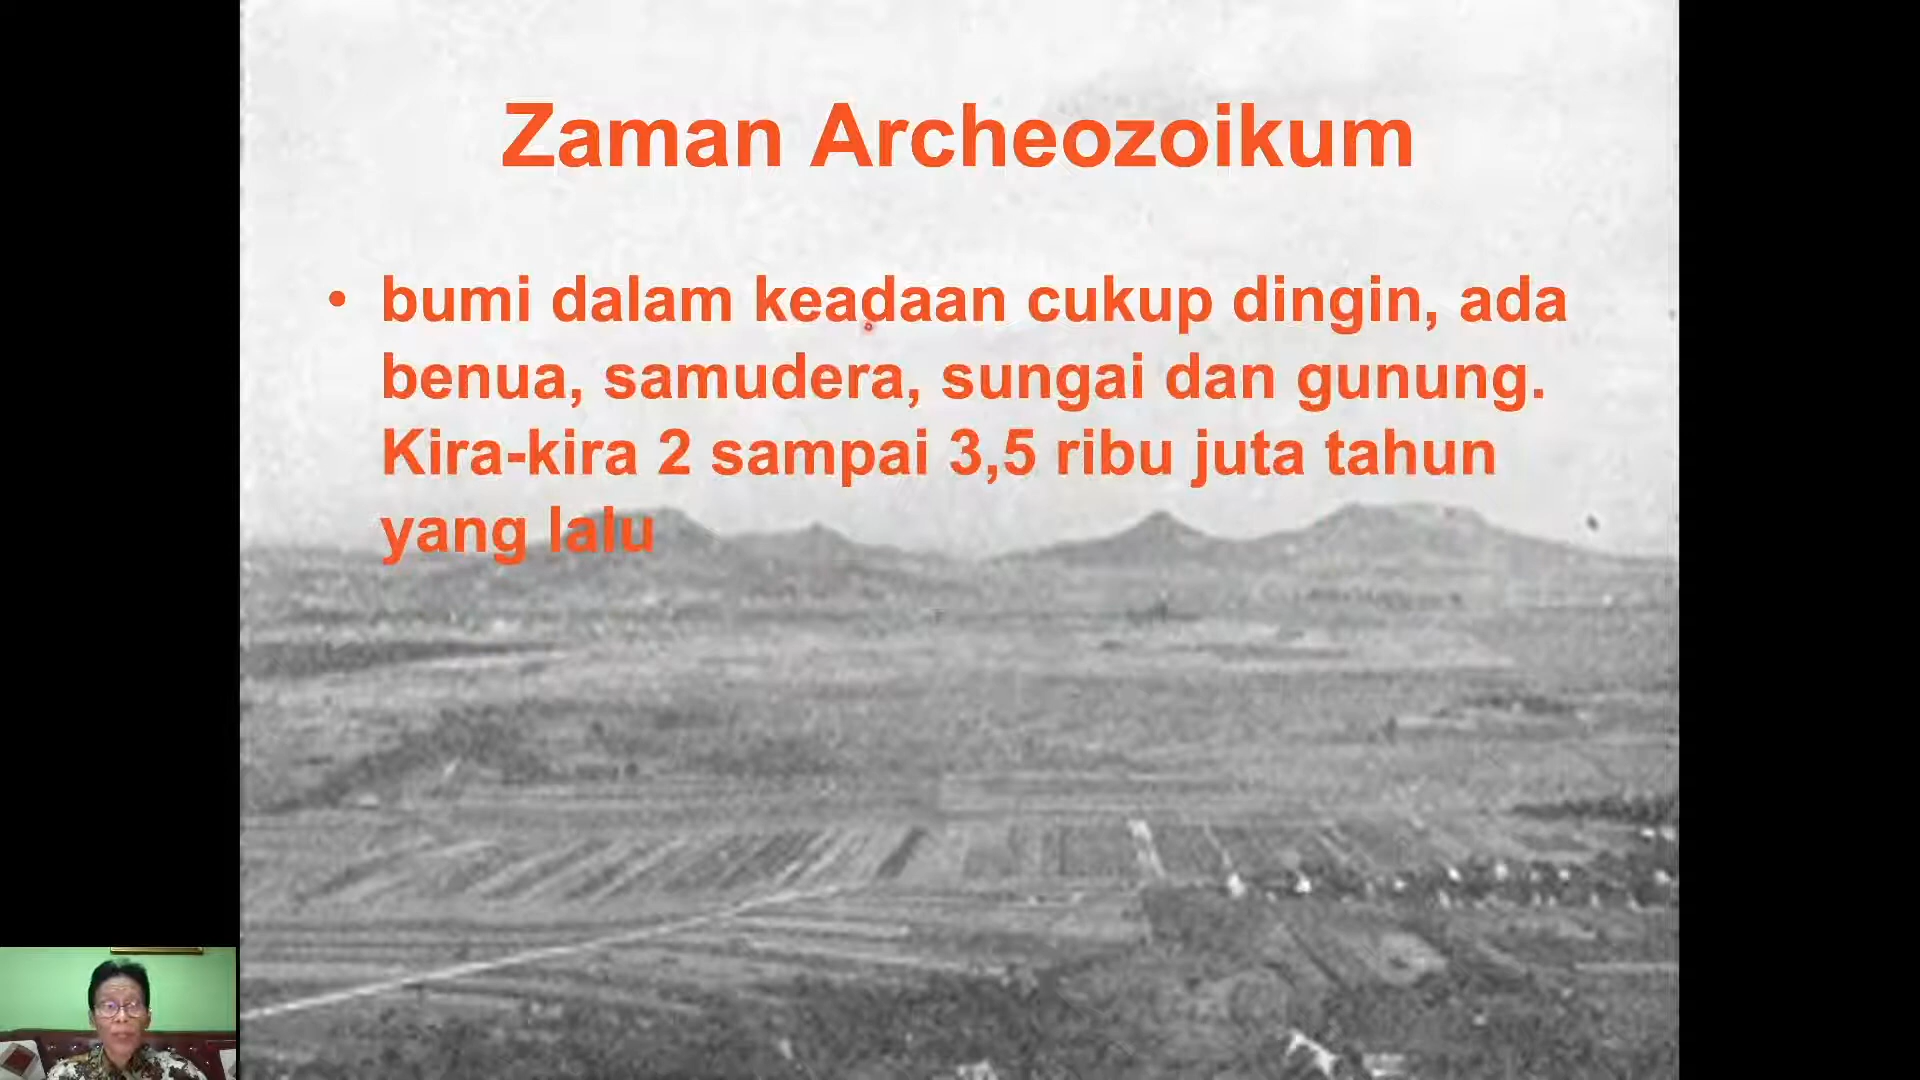 Zaman Archeozoikum
• bumi dalam keadaan cukup dingin, ada
benua, samudera, sungai dan gunung.
Kira-kira 2 sampai 3,5 ribu juta tahun
yang lalu